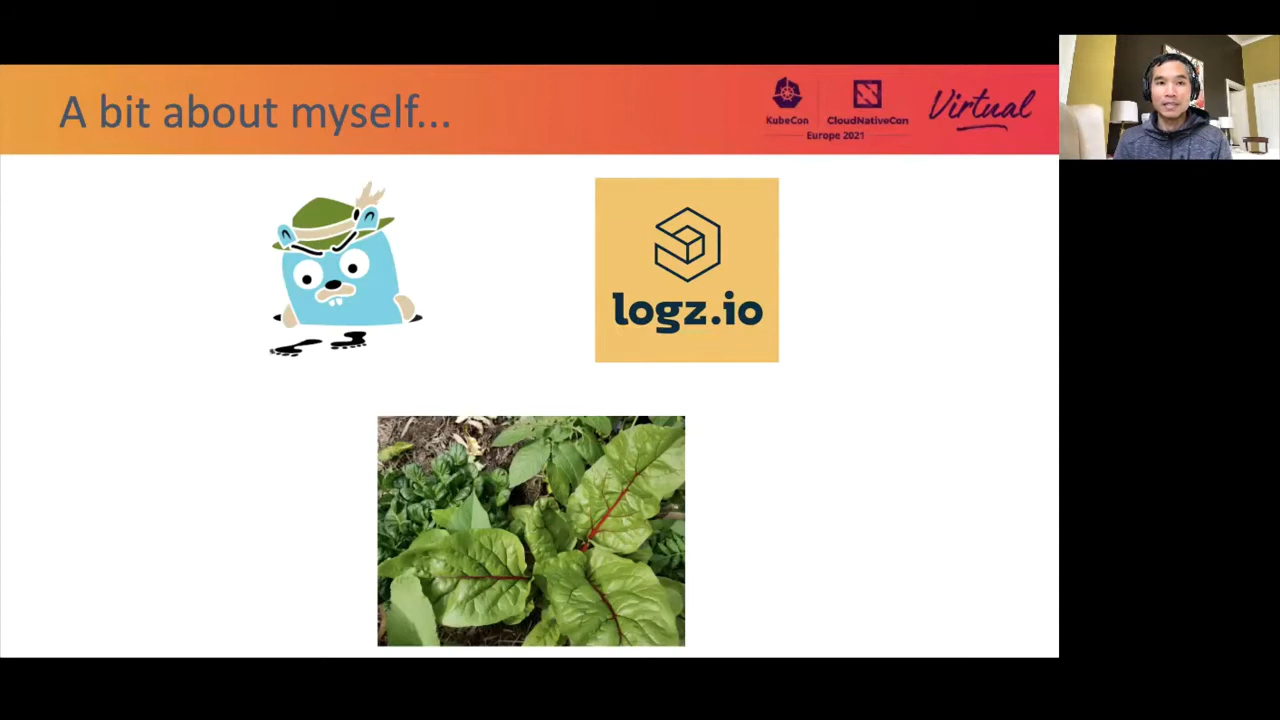 A bit about myself...
KubeCon
CloudNativeCon
Europe 2021
Virtual
logz.io